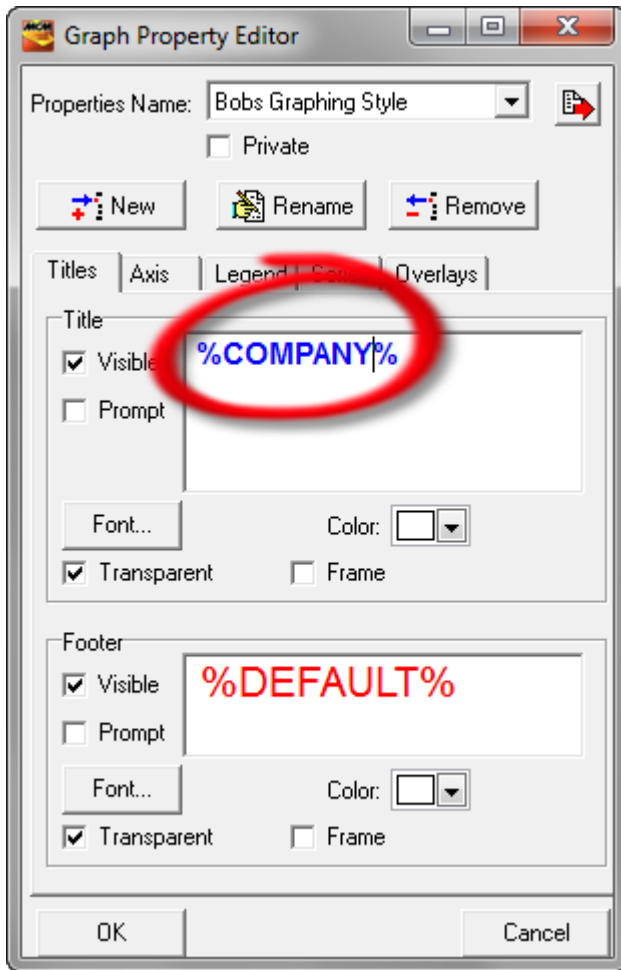 MCM
Graph Property Editor
Properties Name: Bobs Graphing Style
Private
New Rename Remove
Titles Axis Legend Overlays
Title
Visible %COMPANY%
Prompt
Font... Color:
Transparent Frame
Footer
Visible %DEFAULT%
Prompt
Font... Color:
Transparent Frame
OK Cancel